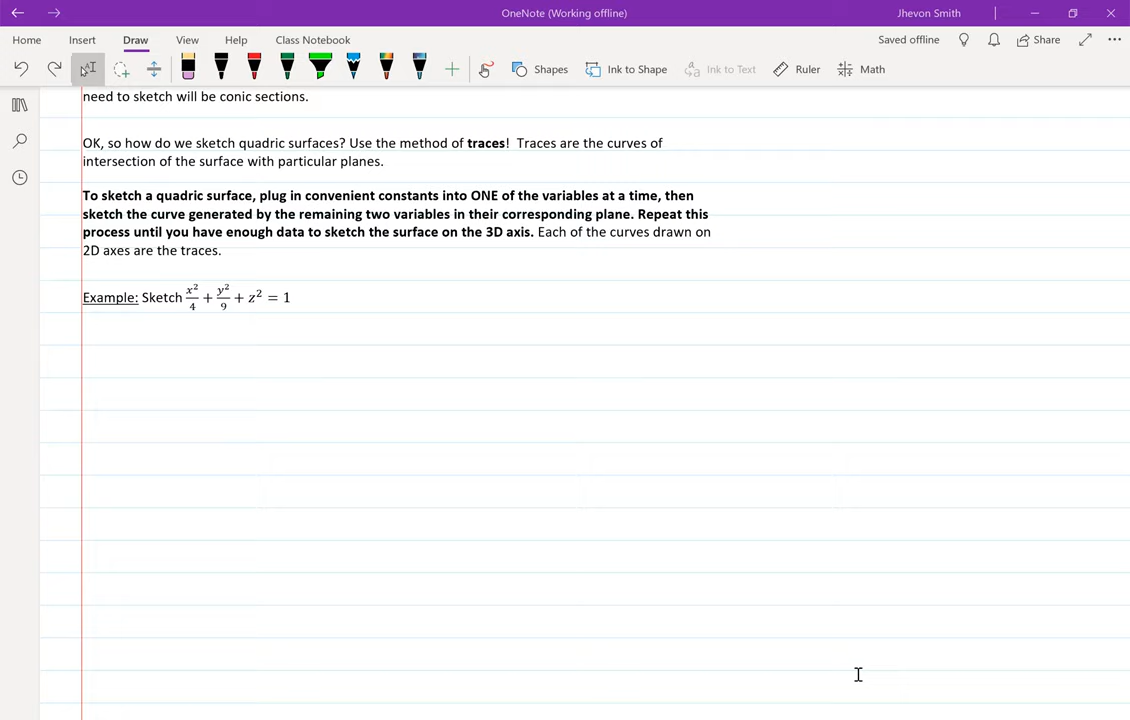 OneNote (Working offline)
Jhevon Smith
Home Insert Draw View Help Class Notebook
Saved offline Share
Shapes Ink to Shape Ink to Text Ruler Math
need to sketch will be conic sections.
OK, so how do we sketch quadric surfaces? Use the method of traces! Traces are the curves of
intersection of the surface with particular planes.
To sketch a quadric surface, plug in convenient constants into ONE of the variables at a time, then
sketch the curve generated by the remaining two variables in their corresponding plane. Repeat this
process until you have enough data to sketch the surface on the 3D axis. Each of the curves drawn on
2D axes are the traces.
Example: Sketch x²/4 + y²/9 + z² = 1